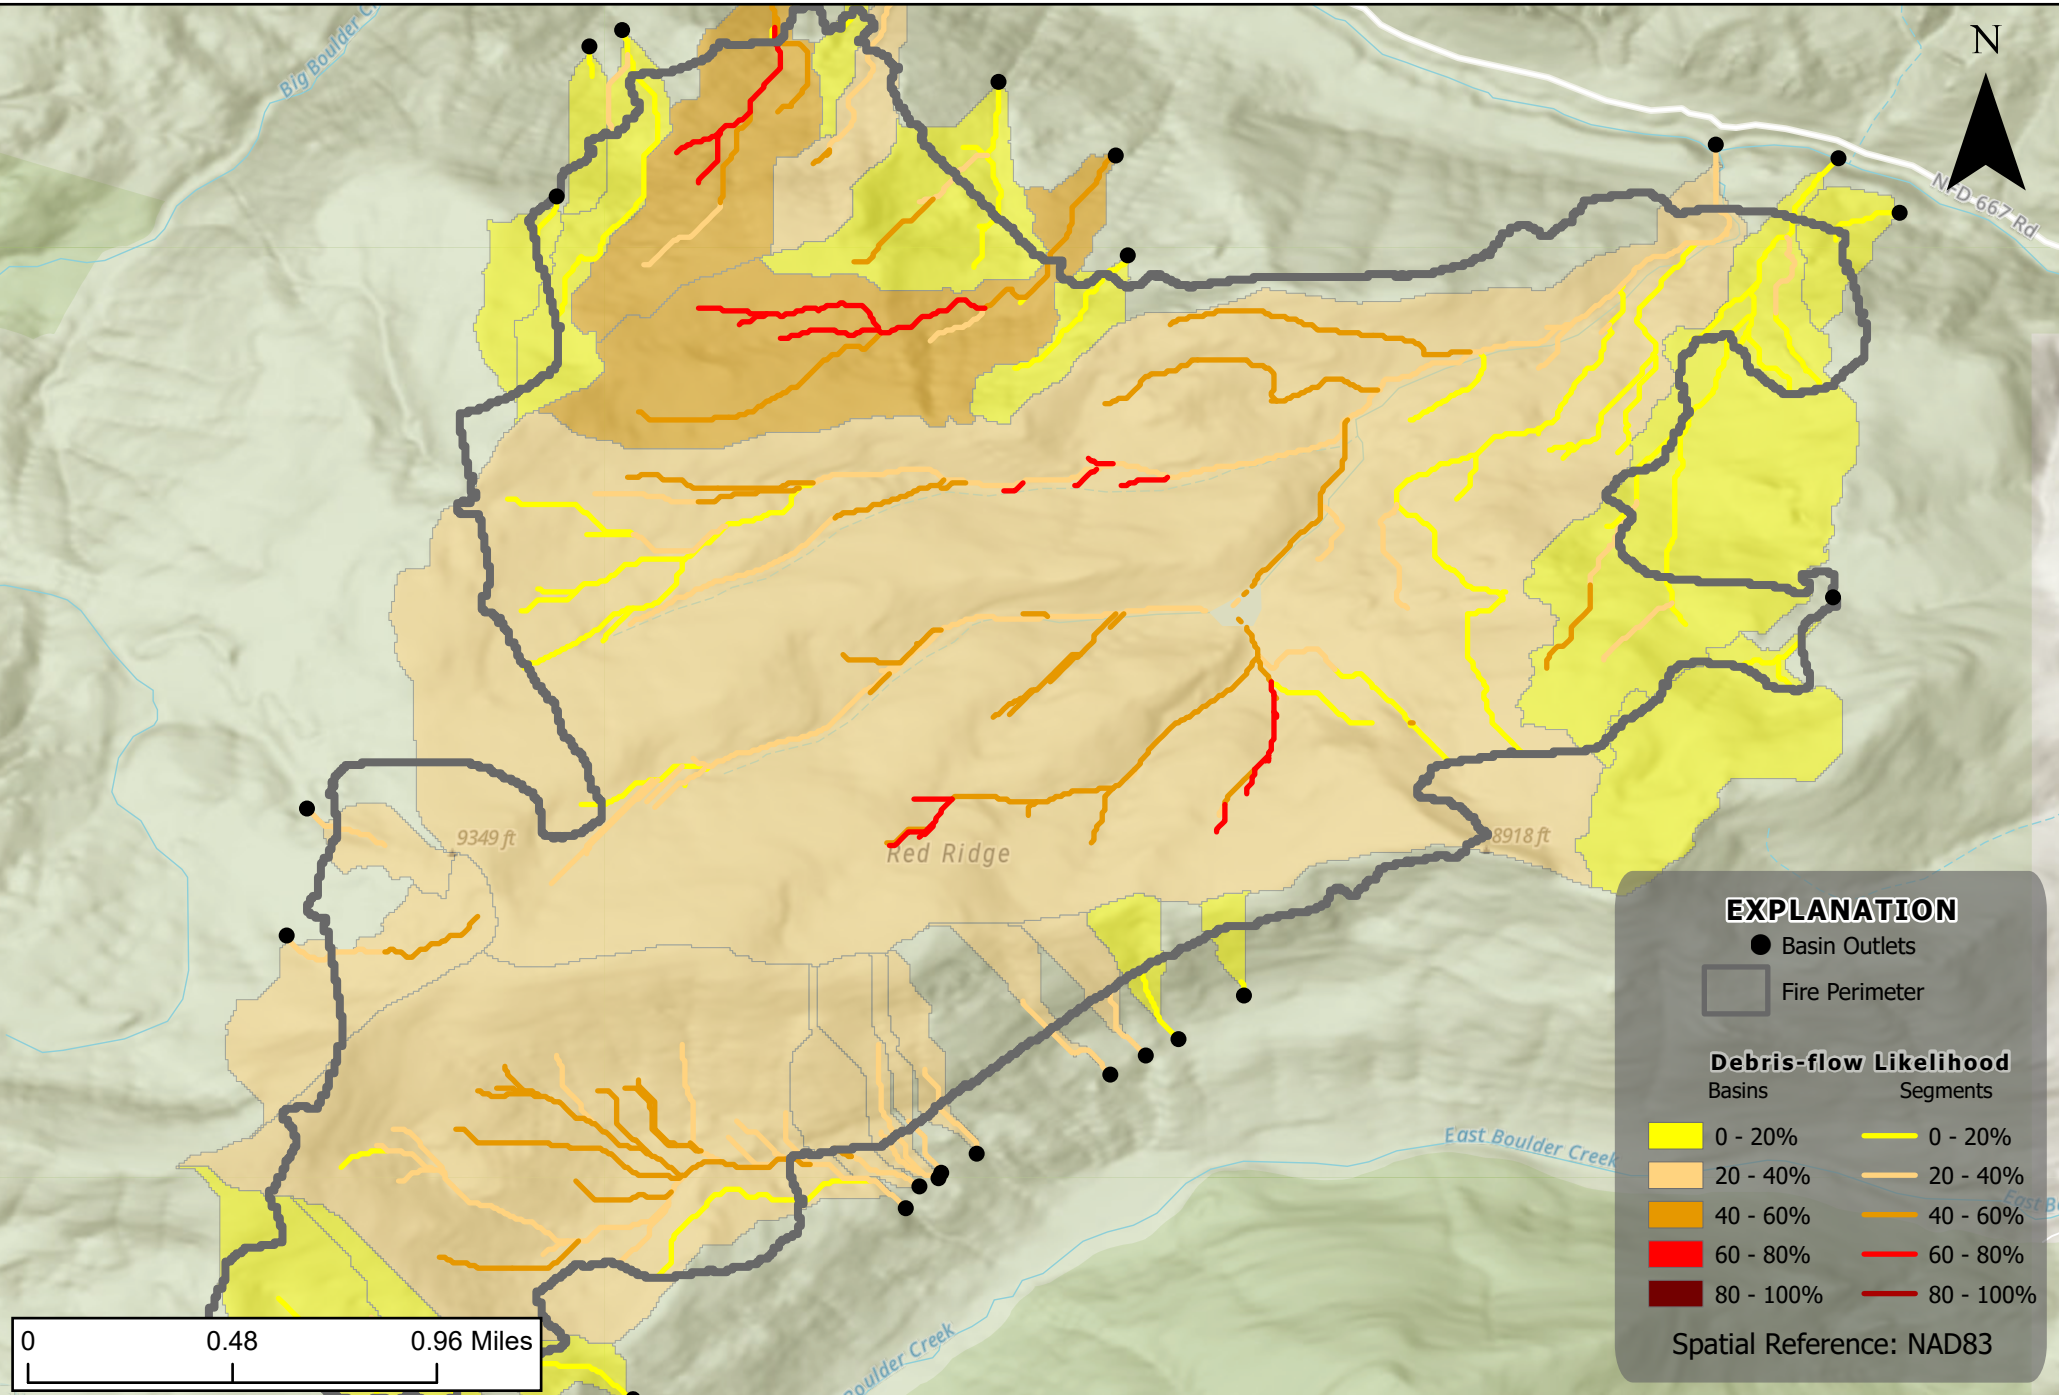 Big Boulder C
N
NFD 667 Rd
9349 ft
Red Ridge
8918 ft
East Boulder Creek
East B
Boulder Creek
EXPLANATION
Basin Outlets
Fire Perimeter
Debris-flow Likelihood
Basins Segments
0 - 20% 0 - 20%
20 - 40% 20 - 40%
40 - 60% 40 - 60%
60 - 80% 60 - 80%
80 - 100% 80 - 100%
Spatial Reference: NAD83
0 0.48 0.96 Miles